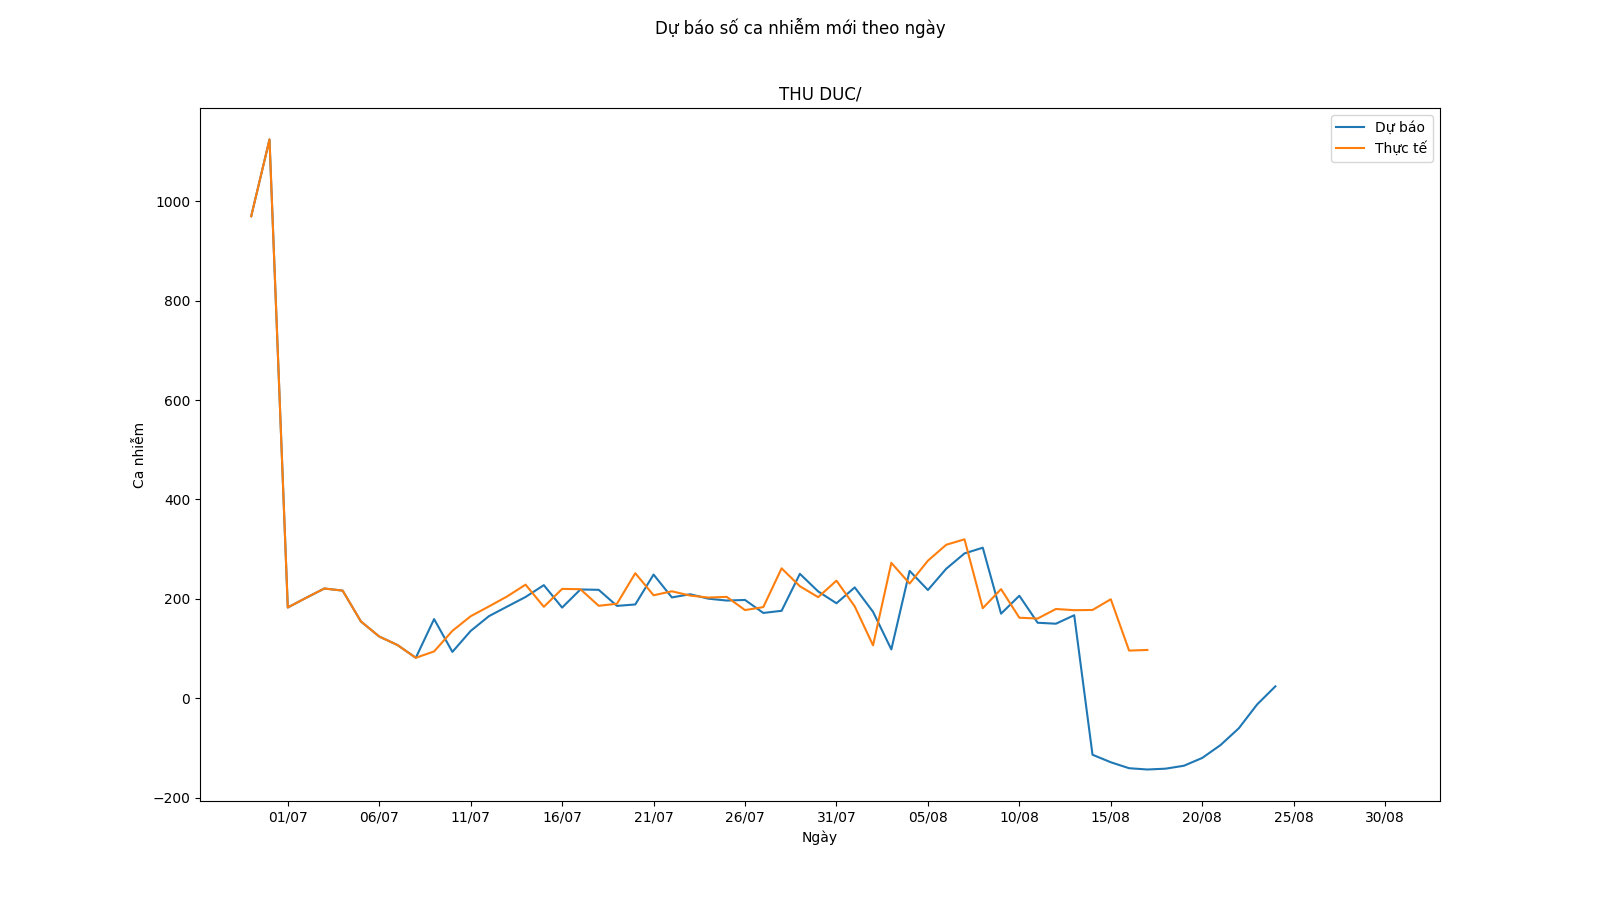 Dự báo số ca nhiễm mới theo ngày
THU DUC/
Dự báo
Thực tế
Ca nhiễm
1000
800
600
400
200
0
−200
01/07 06/07 11/07 16/07 21/07 26/07 31/07 05/08 10/08 15/08 20/08 25/08 30/08
Ngày